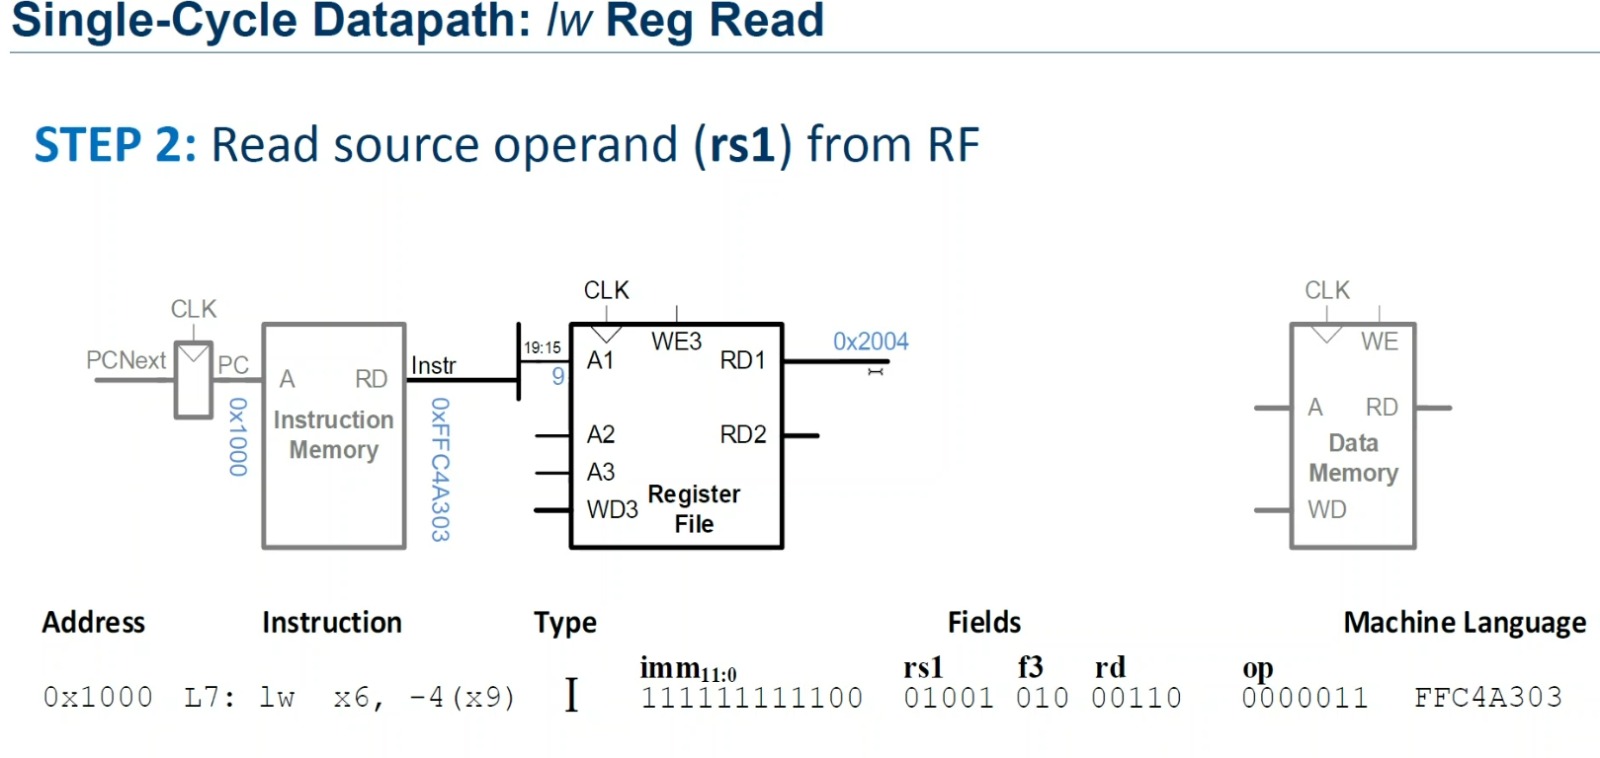 Single-Cycle Datapath: lw Reg Read
STEP 2: Read source operand (rs1) from RF
CLK
PCNext
PC
0x1000
A
RD
Instruction
Memory
Instr
0xFFC4A303
19:15
9
CLK
WE3
A1
RD1
0x2004
A2
RD2
A3
WD3
Register
File
CLK
WE
A
RD
Data
Memory
WD
Address Instruction Type Fields Machine Language
imm11:0 rs1 f3 rd op
0x1000 L7: lw x6, -4(x9) I 111111111100 01001 010 00110 0000011 FFC4A303